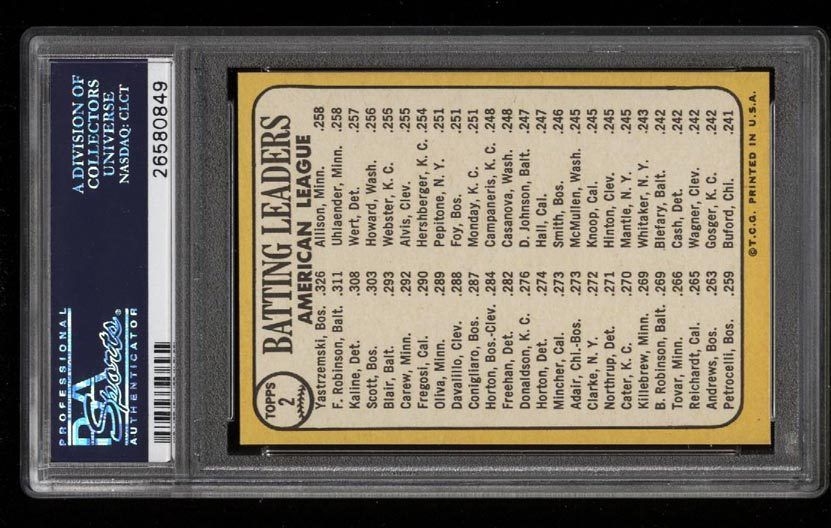 PROFESSIONAL
PSA
Sports
AUTHENTICATOR
A DIVISION OF
COLLECTORS
UNIVERSE
NASDAQ: CLCT
26580849
TOPPS
2
BATTING LEADERS
AMERICAN LEAGUE
Yastrzemski, Bos. .326
F. Robinson, Balt. .311
Kaline, Det. .308
Scott, Bos. .303
Blair, Balt. .293
Carew, Minn. .292
Fregosi, Cal. .290
Oliva, Minn. .289
Davalillo, Clev. .288
Conigliaro, Bos. .287
Horton, Bos.-Clev. .284
Freehan, Det. .282
Donaldson, K. C. .276
Horton, Det. .274
Mincher, Cal. .273
Adair, Chi.-Bos. .273
Clarke, N. Y. .272
Northrup, Det. .271
Cater, K. C. .270
Killebrew, Minn. .269
B. Robinson, Balt. .269
Tovar, Minn. .266
Reichardt, Cal. .265
Andrews, Bos. .263
Petrocelli, Bos. .259
Allison, Minn. .258
Uhlaender, Minn. .258
Wert, Det. .257
Howard, Wash. .256
Webster, K. C. .255
Alvis, Clev. .255
Hershberger, K. C. .254
Pepitone, N. Y. .251
Foy, Bos. .251
Monday, K. C. .251
Campaneris, K. C. .248
Casanova, Wash. .248
D. Johnson, Balt. .247
Hall, Cal. .247
Smith, Bos. .246
McMullen, Wash. .245
Knoop, Cal. .245
Hinton, Clev. .245
Mantle, N. Y. .245
Whitaker, N. Y. .243
Blefary, Balt. .242
Cash, Det. .242
Wagner, Clev. .242
Gosger, K. C. .242
Buford, Chi. .241
©T.C.G. PRINTED IN U.S.A.